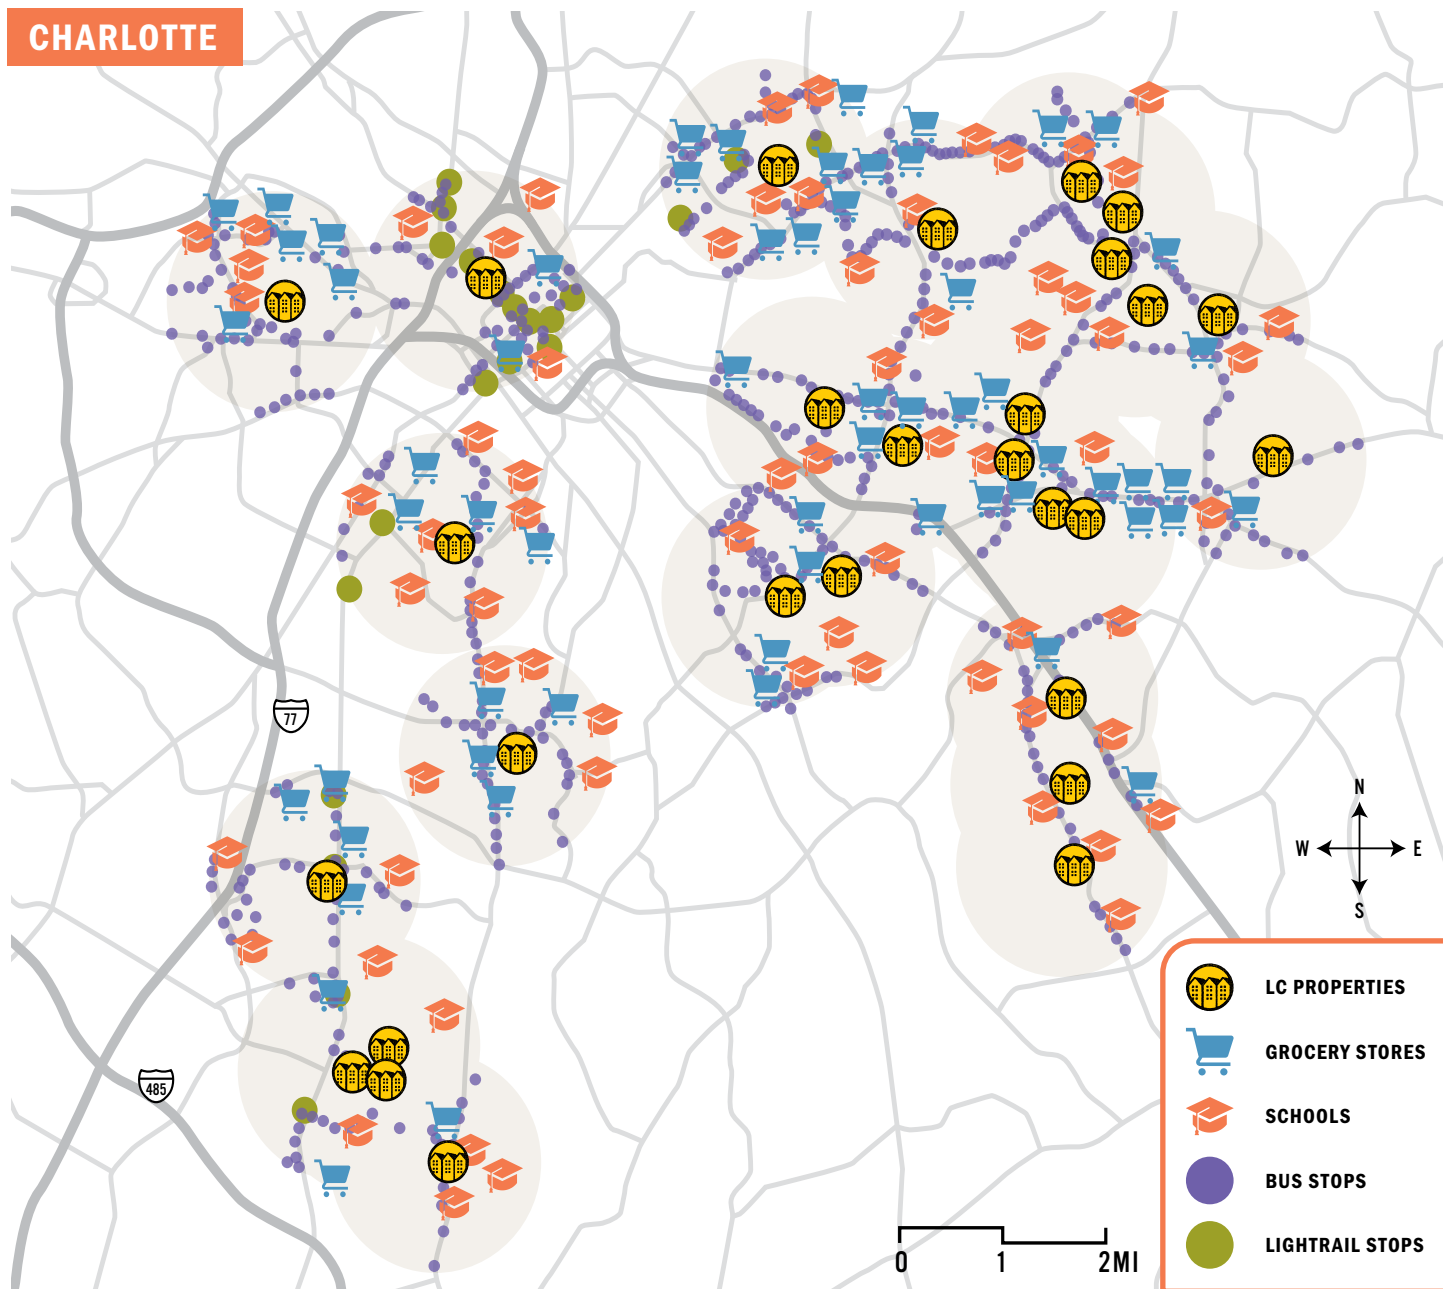 CHARLOTTE
77
N
W E
S
485
LC PROPERTIES
GROCERY STORES
SCHOOLS
BUS STOPS
LIGHTRAIL STOPS
0 1 2MI